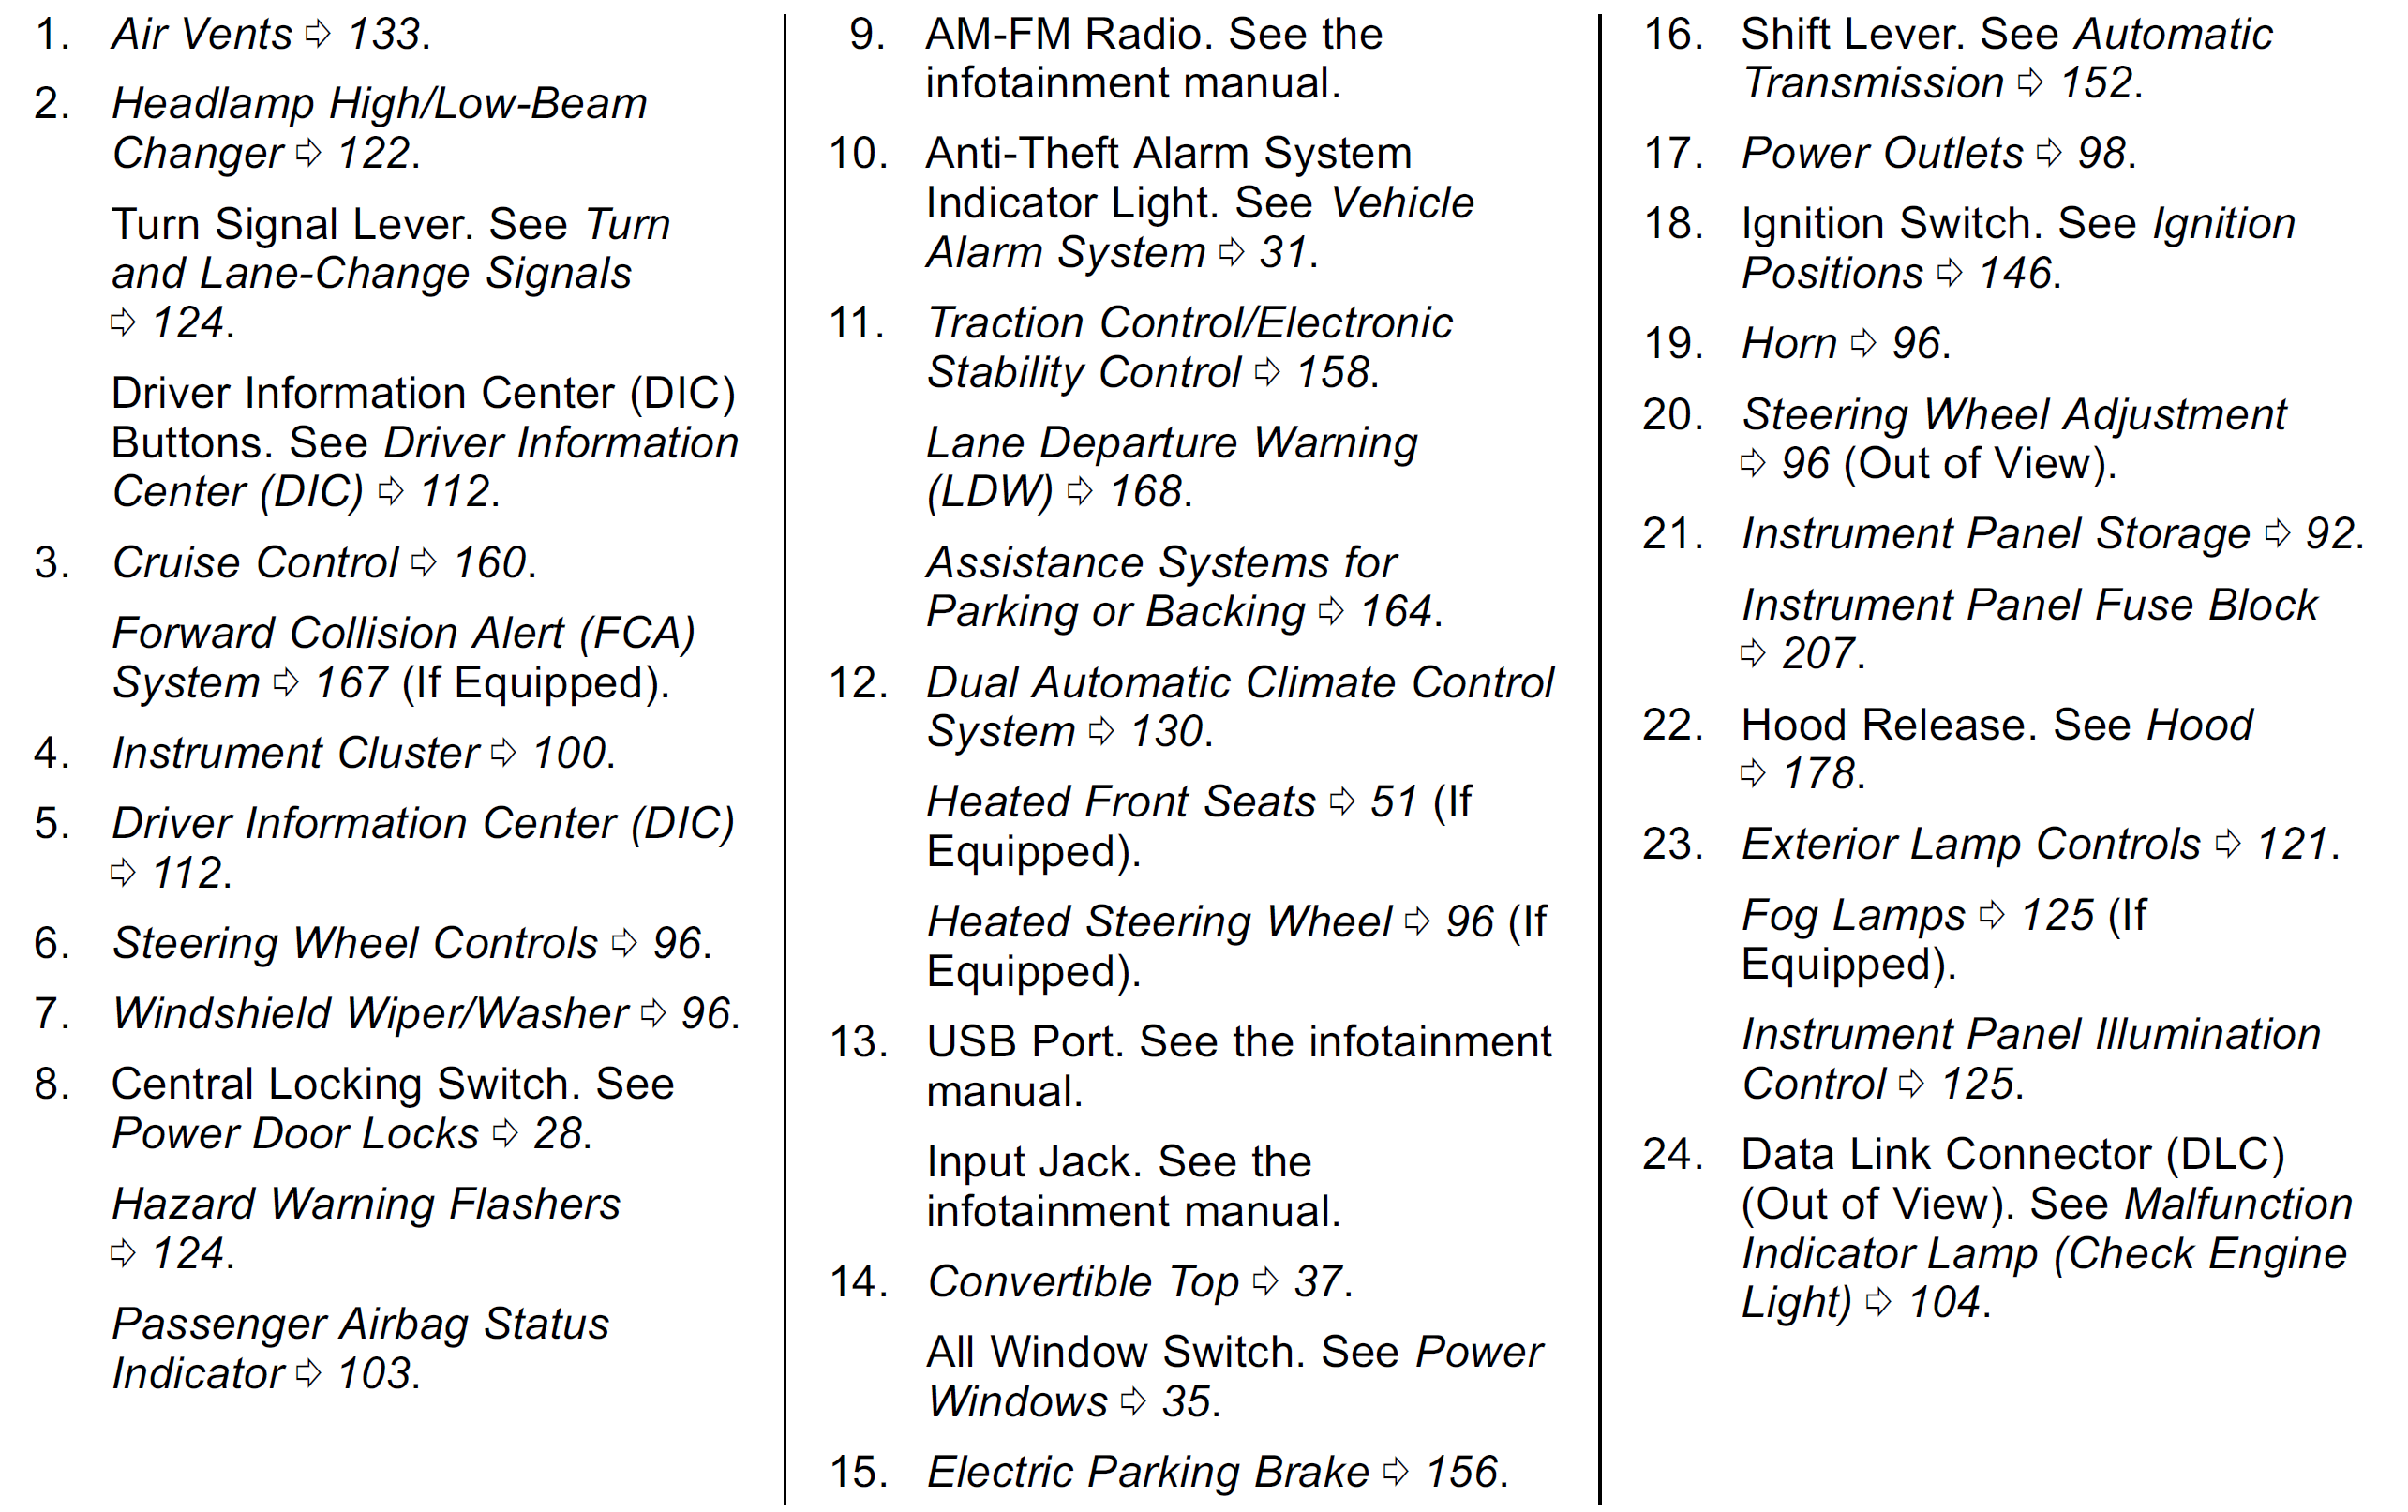 1. Air Vents ⇨ 133.
2. Headlamp High/Low-Beam
Changer ⇨ 122.
Turn Signal Lever. See Turn
and Lane-Change Signals
⇨ 124.
Driver Information Center (DIC)
Buttons. See Driver Information
Center (DIC) ⇨ 112.
3. Cruise Control ⇨ 160.
Forward Collision Alert (FCA)
System ⇨ 167 (If Equipped).
4. Instrument Cluster ⇨ 100.
5. Driver Information Center (DIC)
⇨ 112.
6. Steering Wheel Controls ⇨ 96.
7. Windshield Wiper/Washer ⇨ 96.
8. Central Locking Switch. See
Power Door Locks ⇨ 28.
Hazard Warning Flashers
⇨ 124.
Passenger Airbag Status
Indicator ⇨ 103.
9. AM-FM Radio. See the
infotainment manual.
10. Anti-Theft Alarm System
Indicator Light. See Vehicle
Alarm System ⇨ 31.
11. Traction Control/Electronic
Stability Control ⇨ 158.
Lane Departure Warning
(LDW) ⇨ 168.
Assistance Systems for
Parking or Backing ⇨ 164.
12. Dual Automatic Climate Control
System ⇨ 130.
Heated Front Seats ⇨ 51 (If
Equipped).
Heated Steering Wheel ⇨ 96 (If
Equipped).
13. USB Port. See the infotainment
manual.
Input Jack. See the
infotainment manual.
14. Convertible Top ⇨ 37.
All Window Switch. See Power
Windows ⇨ 35.
15. Electric Parking Brake ⇨ 156.
16. Shift Lever. See Automatic
Transmission ⇨ 152.
17. Power Outlets ⇨ 98.
18. Ignition Switch. See Ignition
Positions ⇨ 146.
19. Horn ⇨ 96.
20. Steering Wheel Adjustment
⇨ 96 (Out of View).
21. Instrument Panel Storage ⇨ 92.
Instrument Panel Fuse Block
⇨ 207.
22. Hood Release. See Hood
⇨ 178.
23. Exterior Lamp Controls ⇨ 121.
Fog Lamps ⇨ 125 (If
Equipped).
Instrument Panel Illumination
Control ⇨ 125.
24. Data Link Connector (DLC)
(Out of View). See Malfunction
Indicator Lamp (Check Engine
Light) ⇨ 104.